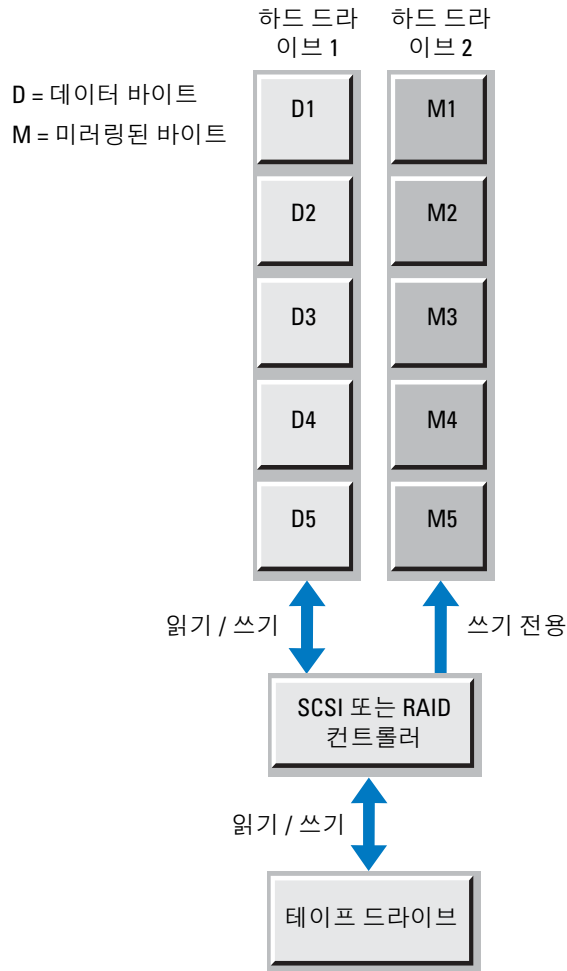 하드 드라
이브 1
하드 드라
이브 2
D = 데이터 바이트
M = 미러링된 바이트
D1
M1
D2
M2
D3
M3
D4
M4
D5
M5
읽기 / 쓰기
쓰기 전용
SCSI 또는 RAID
컨트롤러
읽기 / 쓰기
테이프 드라이브